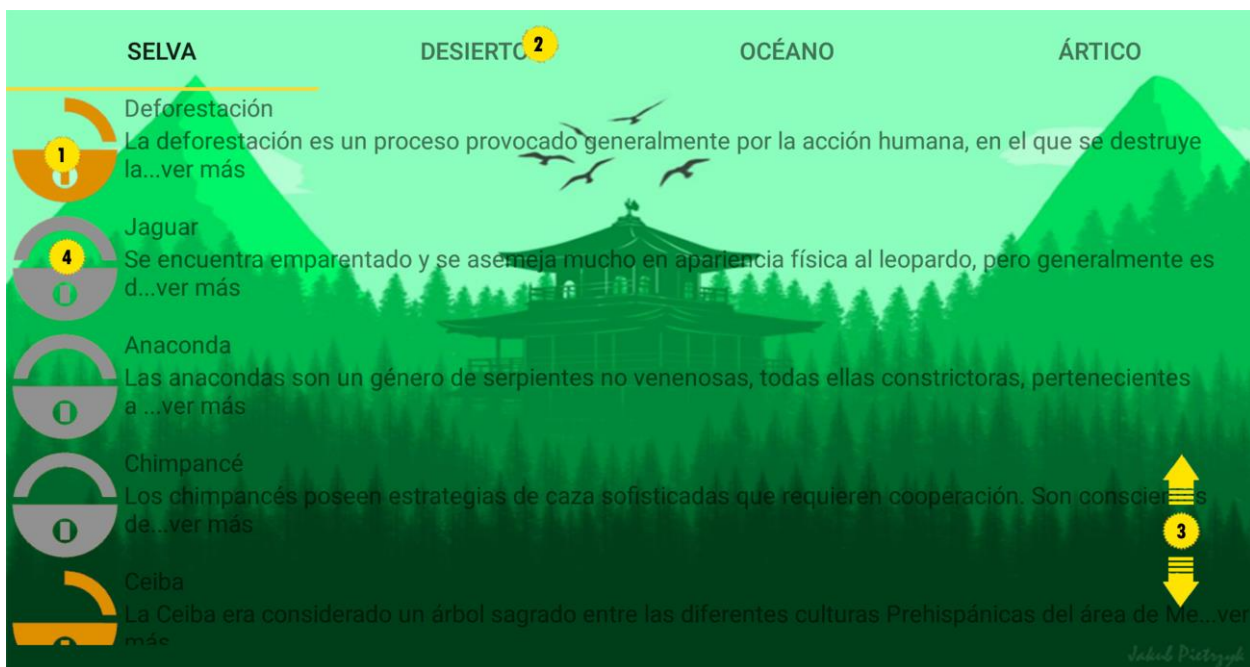 SELVA DESIERTO 2 OCÉANO ÁRTICO
Deforestación
1 La deforestación es un proceso provocado generalmente por la acción humana, en el que se destruye
la...ver más
Jaguar
4 Se encuentra emparentado y se asemeja mucho en apariencia física al leopardo, pero generalmente es
d...ver más
Anaconda
Las anacondas son un género de serpientes no venenosas, todas ellas constrictoras, pertenecientes
a ...ver más
Chimpancé
Los chimpancés poseen estrategias de caza sofisticadas que requieren cooperación. Son conscientes
de...ver más
3
Ceiba
La Ceiba era considerado un árbol sagrado entre las diferentes culturas Prehispánicas del área de Me...ver
más
Jakub Pietrzyk